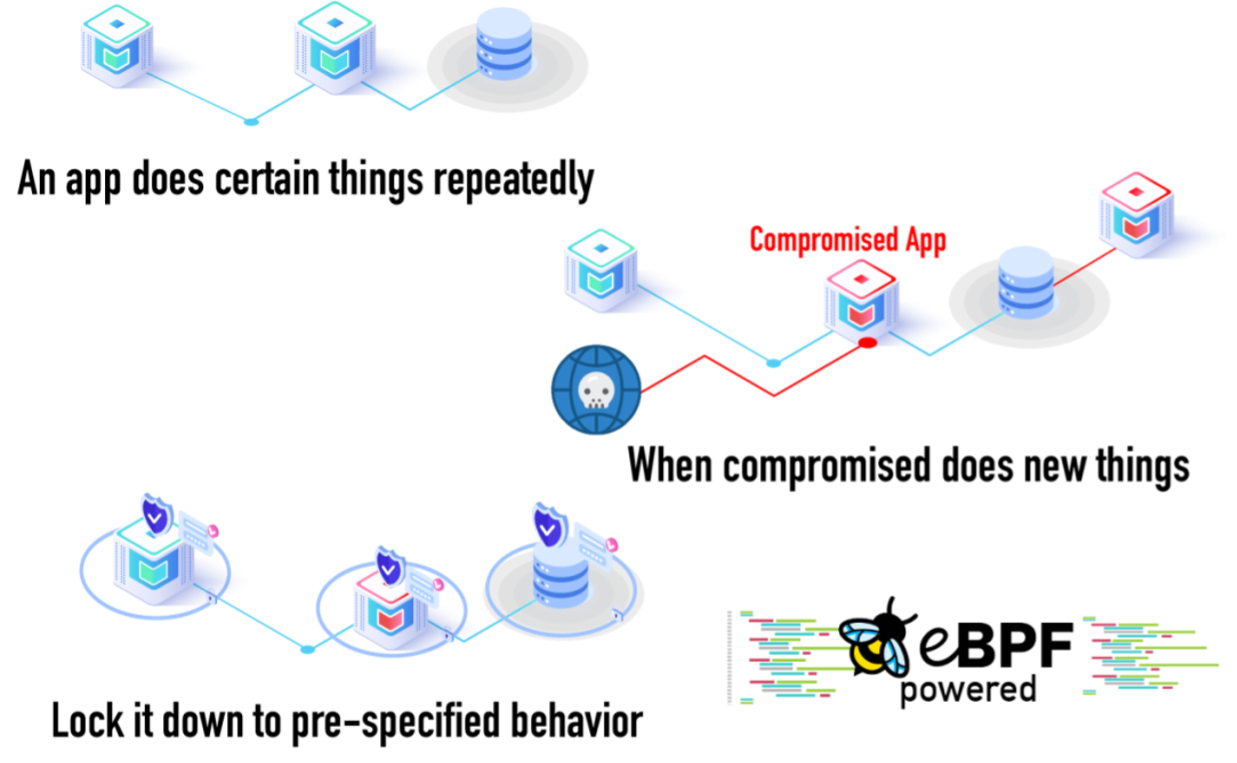 An app does certain things repeatedly
Compromised App
When compromised does new things
Lock it down to pre-specified behavior
eBPF
powered